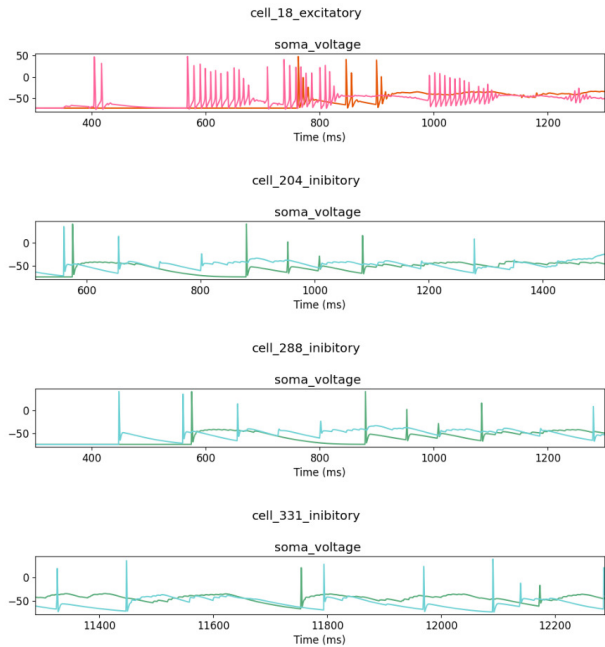 cell_18_excitatory
soma_voltage
50
0
−50
400 600 800 1000 1200
Time (ms)
cell_204_inibitory
soma_voltage
0
−50
600 800 1000 1200 1400
Time (ms)
cell_288_inibitory
soma_voltage
0
−50
400 600 800 1000 1200
Time (ms)
cell_331_inibitory
soma_voltage
0
−50
11400 11600 11800 12000 12200
Time (ms)